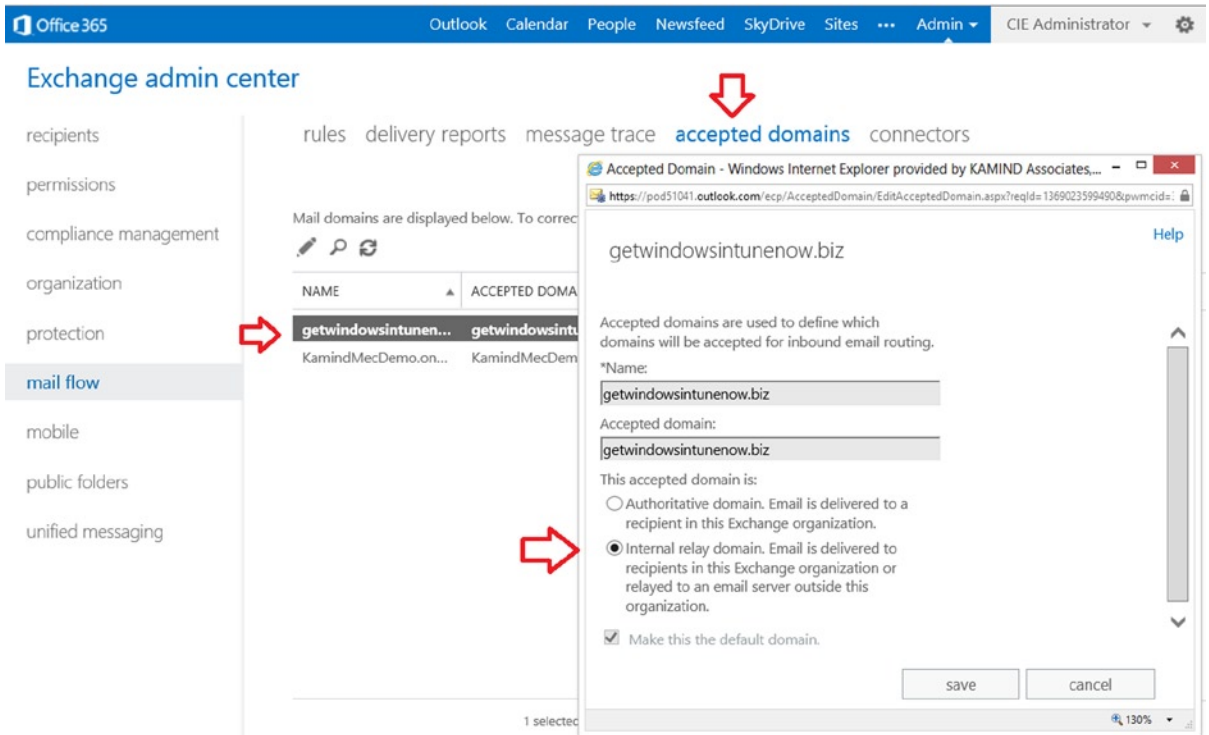 Office 365
Outlook Calendar People Newsfeed SkyDrive Sites ••• Admin CIE Administrator
Exchange admin center
recipients
permissions
compliance management
organization
protection
mail flow
mobile
public folders
unified messaging
rules delivery reports message trace accepted domains connectors
Mail domains are displayed below. To correc
NAME ACCEPTED DOMA
getwindowsintunen... getwindowsintu
KamindMecDemo.on... KamindMecDem
1 selected
Accepted Domain - Windows Internet Explorer provided by KAMIND Associates,...
https://pod51041.outlook.com/ecp/AcceptedDomain/EditAcceptedDomain.aspx?reqId=1369023599490&pwmcid=
Help
getwindowsintunenow.biz
Accepted domains are used to define which
domains will be accepted for inbound email routing.
*Name:
getwindowsintunenow.biz
Accepted domain:
getwindowsintunenow.biz
This accepted domain is:
Authoritative domain. Email is delivered to a
recipient in this Exchange organization.
Internal relay domain. Email is delivered to
recipients in this Exchange organization or
relayed to an email server outside this
organization.
Make this the default domain.
save cancel
130%